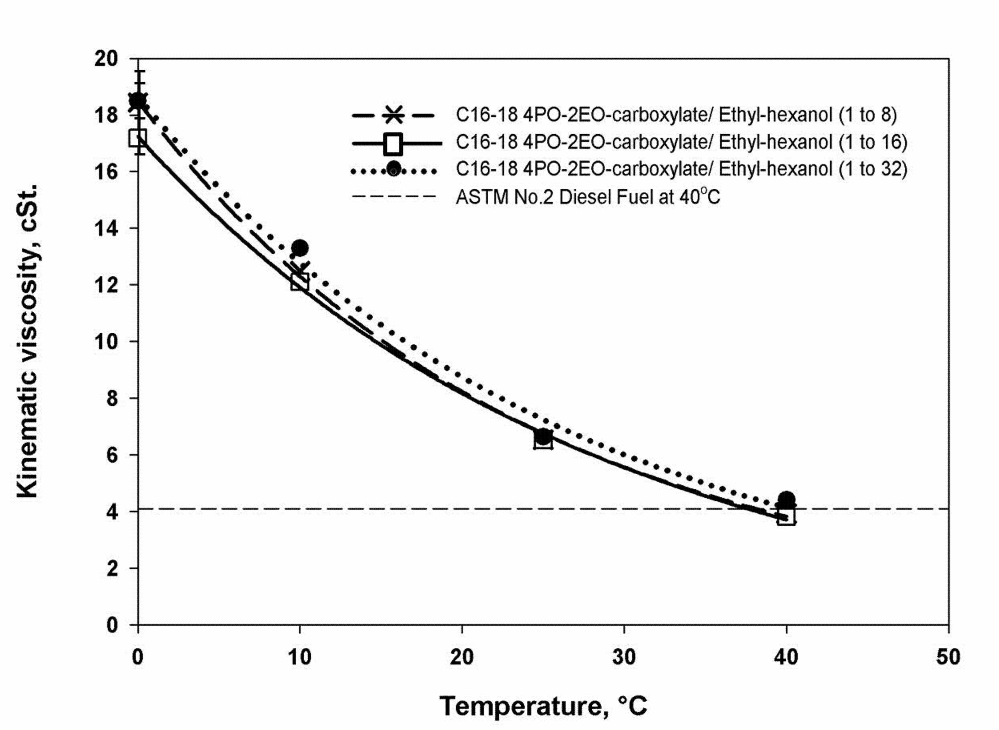 20
18
16
14
12
10
8
6
4
2
0
Kinematic viscosity, cSt.
C16-18 4PO-2EO-carboxylate/ Ethyl-hexanol (1 to 8)
C16-18 4PO-2EO-carboxylate/ Ethyl-hexanol (1 to 16)
C16-18 4PO-2EO-carboxylate/ Ethyl-hexanol (1 to 32)
ASTM No.2 Diesel Fuel at 40°C
0 10 20 30 40 50
Temperature, °C